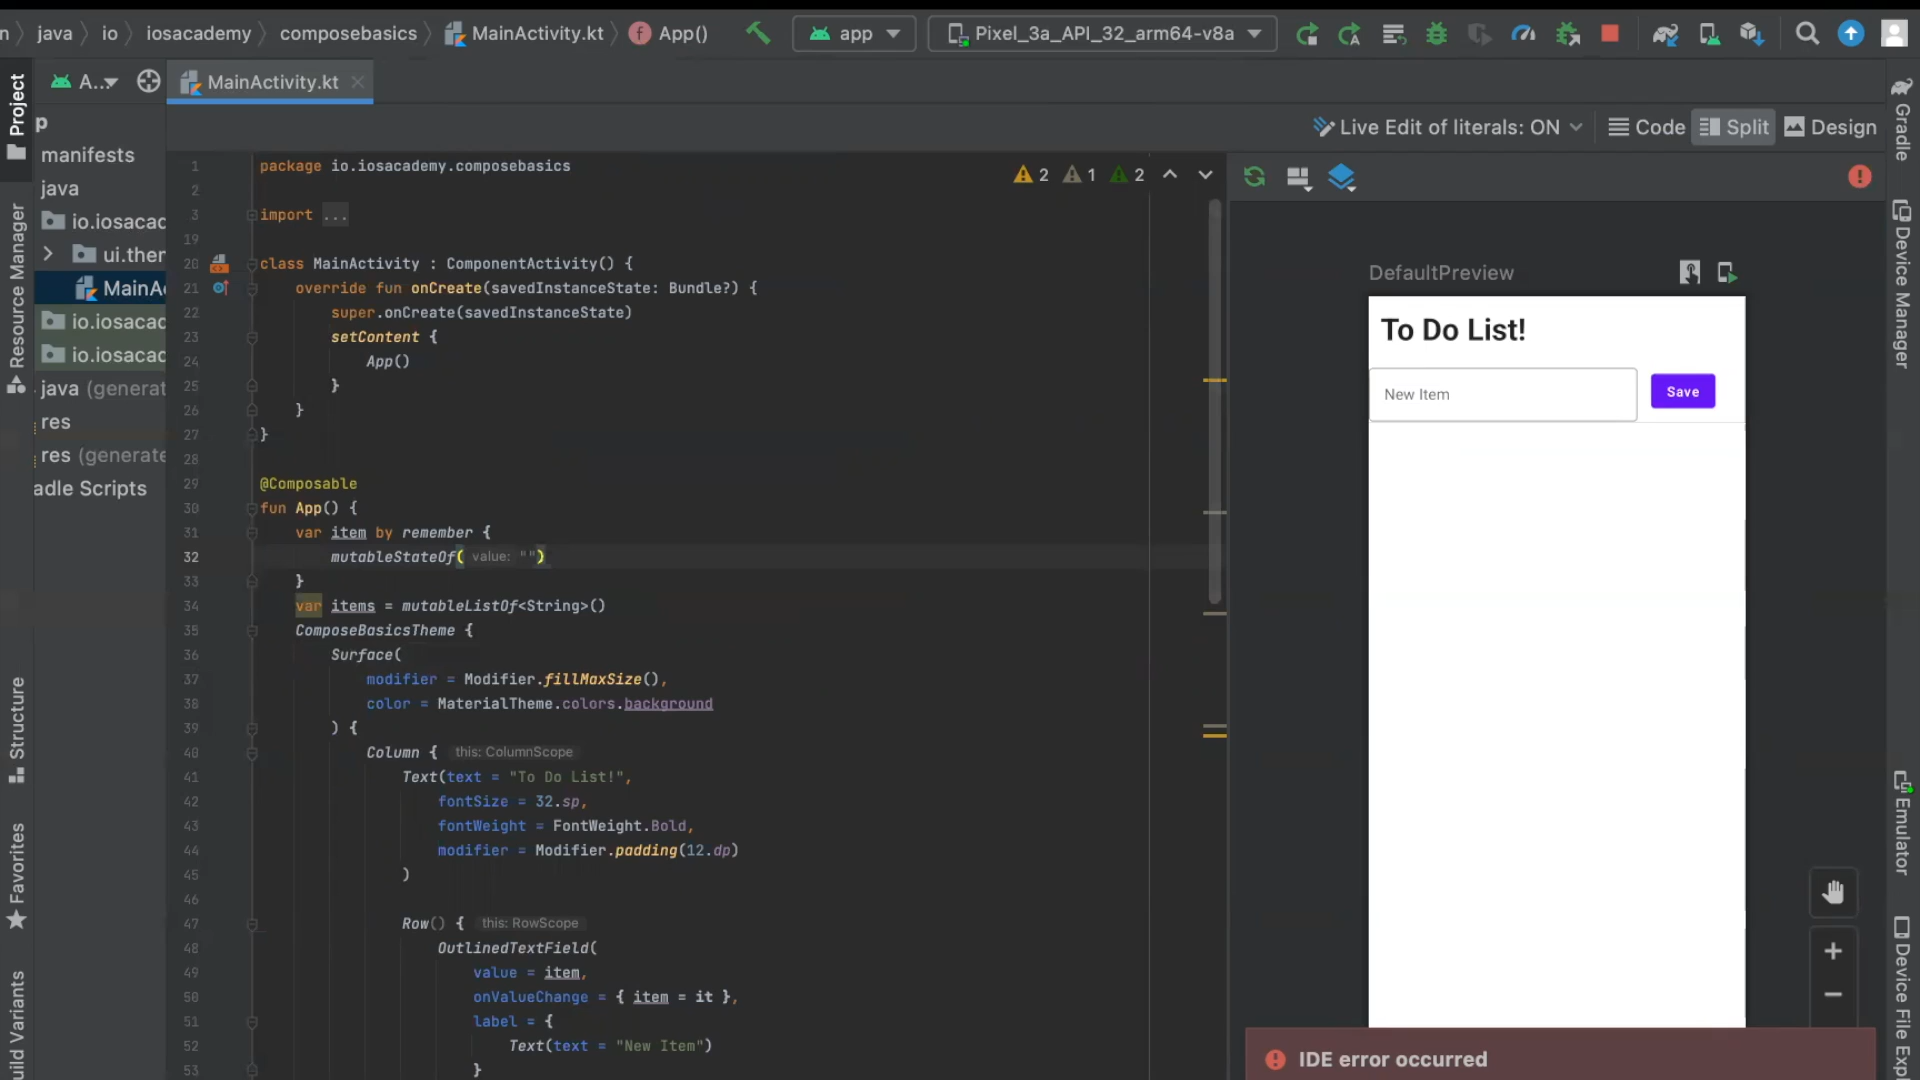 n java io iosacademy composebasics MainActivity.kt f App() app Pixel_3a_API_32_arm64-v8a
A... MainActivity.kt
Project
p
manifests
java
io.iosacad
ui.ther
MainA
io.iosacad
io.iosacad
java (generat
res
res (generate
adle Scripts
Resource Manager
Structure
Favorites
uild Variants
Live Edit of literals: ON Code Split Design
2 1 2
1 package io.iosacademy.composebasics
2
3 import ...
19
20 class MainActivity : ComponentActivity() {
21 override fun onCreate(savedInstanceState: Bundle?) {
22 super.onCreate(savedInstanceState)
23 setContent {
24 App()
25 }
26 }
27 }
28
29 @Composable
30 fun App() {
31 var item by remember {
32 mutableStateOf( value: "")
33 }
34 var items = mutableListOf<String>()
35 ComposeBasicsTheme {
36 Surface(
37 modifier = Modifier.fillMaxSize(),
38 color = MaterialTheme.colors.background
39 ) {
40 Column { this: ColumnScope
41 Text(text = "To Do List!",
42 fontSize = 32.sp,
43 fontWeight = FontWeight.Bold,
44 modifier = Modifier.padding(12.dp)
45 )
46
47 Row() { this: RowScope
48 OutlinedTextField(
49 value = item,
50 onValueChange = { item = it },
51 label = {
52 Text(text = "New Item")
53 }
DefaultPreview
To Do List!
New Item Save
IDE error occurred
Gradle
Device Manager
Emulator
Device File Expl